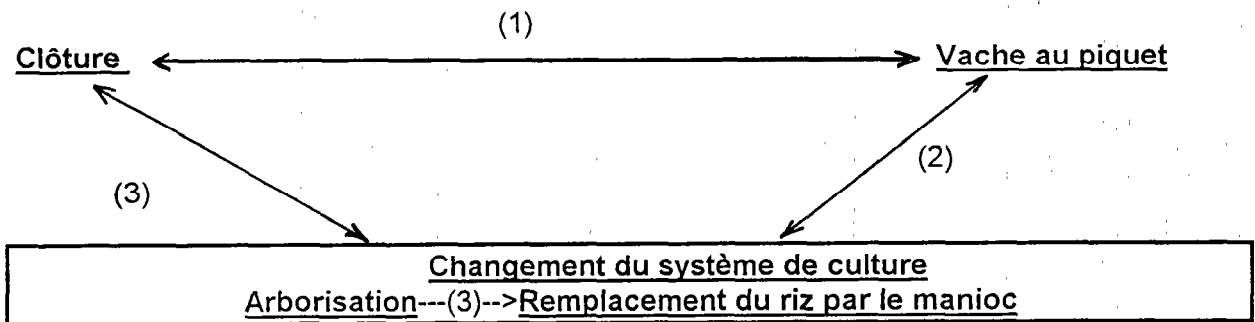 (1)
Clôture Vache au piquet
(2)
(3)
Changement du système de culture
Arborisation---(3)-->Remplacement du riz par le manioc